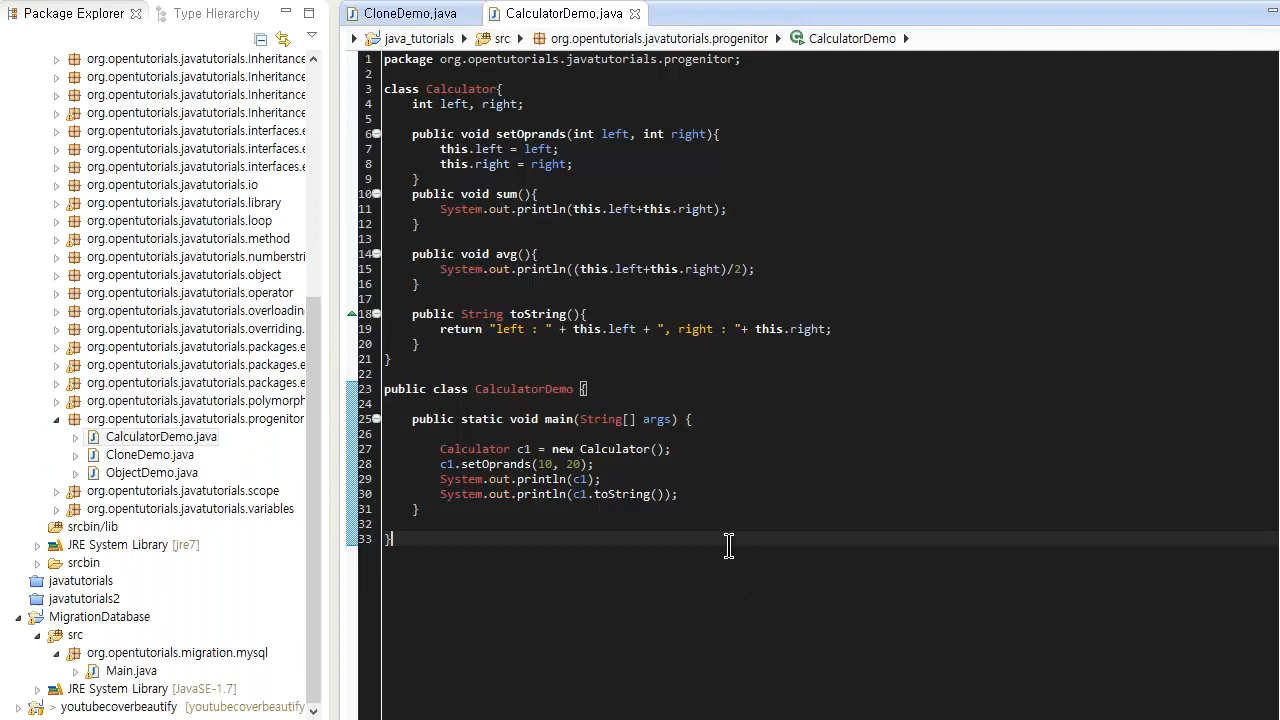 Package Explorer
Type Hierarchy
org.opentutorials.javatutorials.Inheritance
org.opentutorials.javatutorials.Inheritance
org.opentutorials.javatutorials.Inheritance
org.opentutorials.javatutorials.Inheritance
org.opentutorials.javatutorials.interfaces.e
org.opentutorials.javatutorials.interfaces.e
org.opentutorials.javatutorials.interfaces.e
org.opentutorials.javatutorials.io
org.opentutorials.javatutorials.library
org.opentutorials.javatutorials.loop
org.opentutorials.javatutorials.method
org.opentutorials.javatutorials.numberstri
org.opentutorials.javatutorials.object
org.opentutorials.javatutorials.operator
org.opentutorials.javatutorials.overloadin
org.opentutorials.javatutorials.overriding.
org.opentutorials.javatutorials.packages.e
org.opentutorials.javatutorials.packages.e
org.opentutorials.javatutorials.packages.e
org.opentutorials.javatutorials.polymorph
org.opentutorials.javatutorials.progenitor
CalculatorDemo.java
CloneDemo.java
ObjectDemo.java
org.opentutorials.javatutorials.scope
org.opentutorials.javatutorials.variables
srcbin/lib
JRE System Library [jre7]
srcbin
javatutorials
javatutorials2
MigrationDatabase
src
org.opentutorials.migration.mysql
Main.java
JRE System Library [JavaSE-1.7]
> youtubecoverbeautify [youtubecoverbeautify
CloneDemo.java
CalculatorDemo.java
java_tutorials
src
org.opentutorials.javatutorials.progenitor
CalculatorDemo
1 package org.opentutorials.javatutorials.progenitor;
2
3 class Calculator{
4 int left, right;
5
6 public void setOprands(int left, int right){
7 this.left = left;
8 this.right = right;
9 }
10 public void sum(){
11 System.out.println(this.left+this.right);
12 }
13
14 public void avg(){
15 System.out.println((this.left+this.right)/2);
16 }
17
18 public String toString(){
19 return "left : " + this.left + ", right : "+ this.right;
20 }
21 }
22
23 public class CalculatorDemo {
24
25 public static void main(String[] args) {
26
27 Calculator c1 = new Calculator();
28 c1.setOprands(10, 20);
29 System.out.println(c1);
30 System.out.println(c1.toString());
31 }
32
33 }